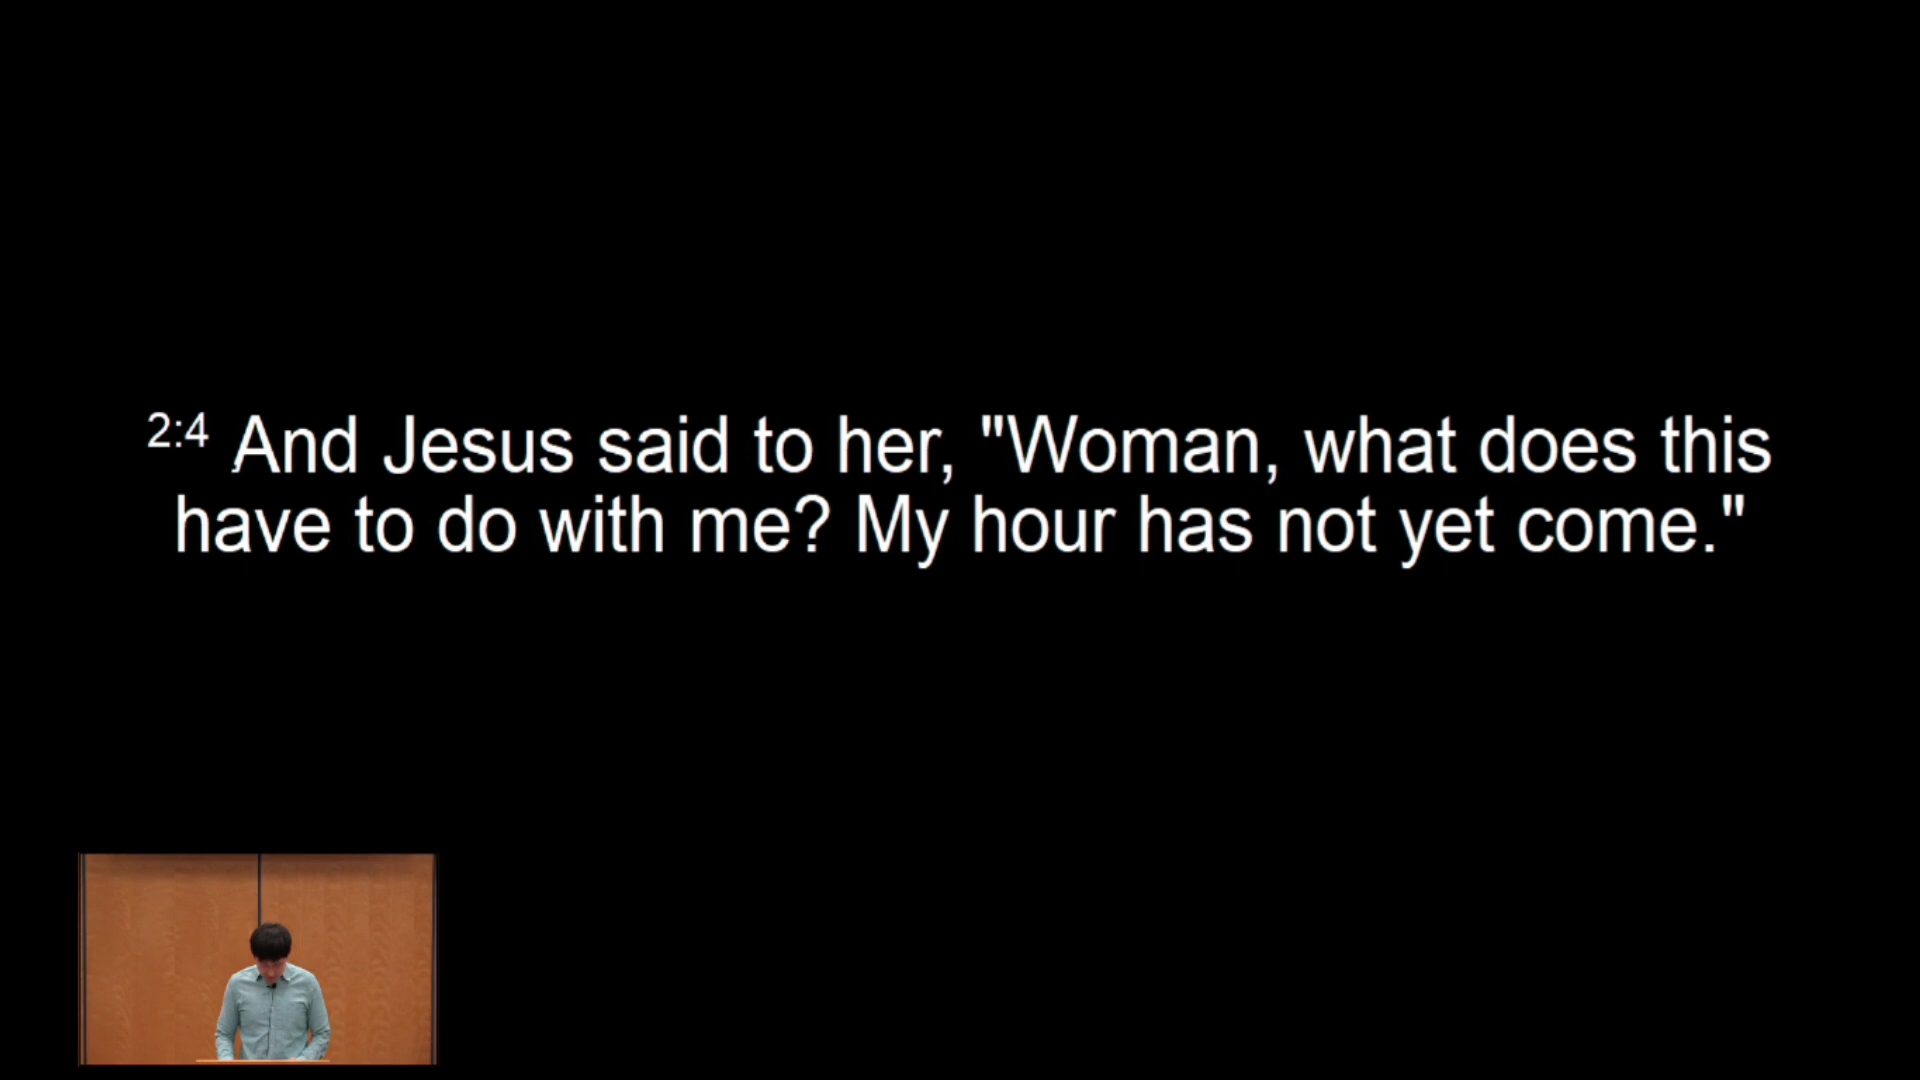 2:4 And Jesus said to her, "Woman, what does this
have to do with me? My hour has not yet come."